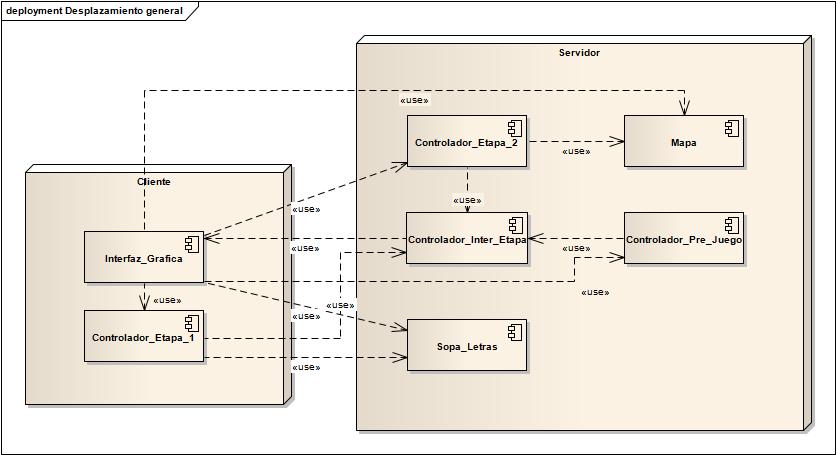 deployment Desplazamiento general
Servidor
«use»
Controlador_Etapa_2
«use»
Mapa
Cliente
«use»
«use»
Interfaz_Grafica
«use»
Controlador_Inter_Etapa
«use»
Controlador_Pre_Juego
«use»
«use»
«use»
«use»
Controlador_Etapa_1
Sopa_Letras
«use»